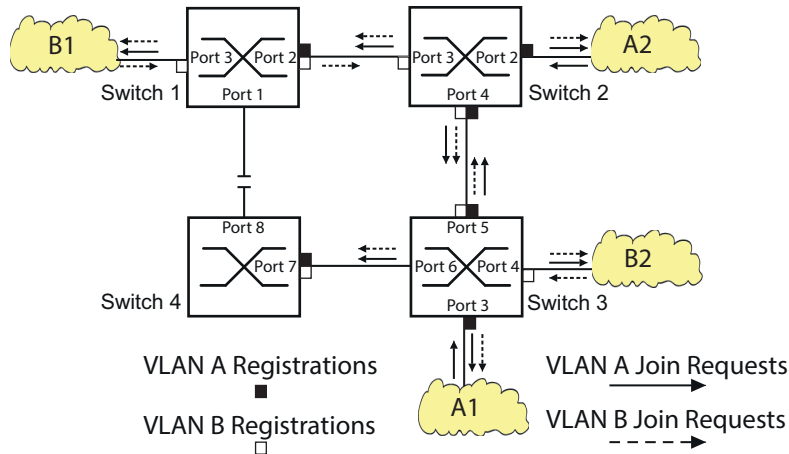 B1
Port 3
Port 2
Port 1
Switch 1
Port 3
Port 2
Port 4
Switch 2
A2
Port 8
Port 7
Switch 4
Port 5
Port 6
Port 4
Port 3
Switch 3
B2
A1
VLAN A Registrations
VLAN B Registrations
VLAN A Join Requests
VLAN B Join Requests